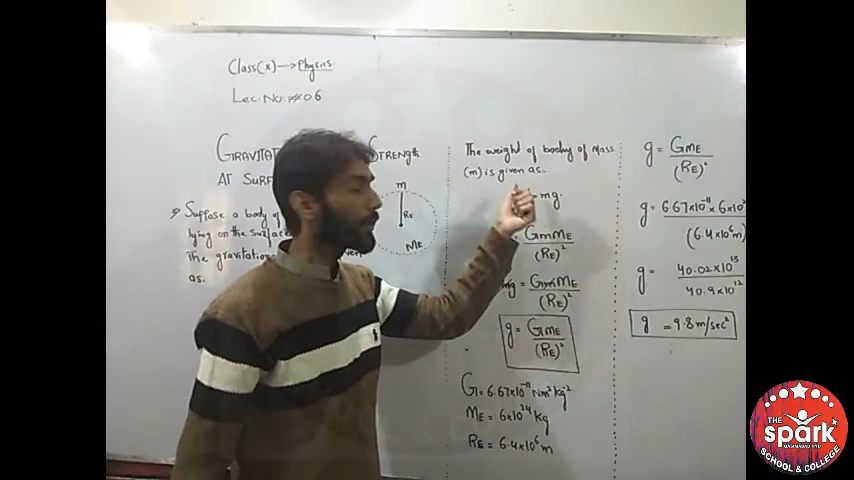 Class(x) → Physics
Lec. No. # 06
GRAVITAT STRENGTH
AT SURF
Suppose a body of
lying on the surface
The gravitation
as.
m
RE
ME
The weight of body of Mass
(m) is given as.
= mg.
= GmME / (RE)²
mg = GmME / (RE)²
g = GME / (RE)²
G = 6.67×10⁻¹¹ Nm² kg⁻²
ME = 6×10²⁴ kg
RE = 6.4×10⁶ m
g = GME / (RE)²
g = 6.67×10⁻¹¹ × 6×10² / (6.4×10⁶m)
g = 40.02×10¹³ / 40.9×10¹²
g = 9.8 m/sec²
THE
spark
SCHOOL & COLLEGE